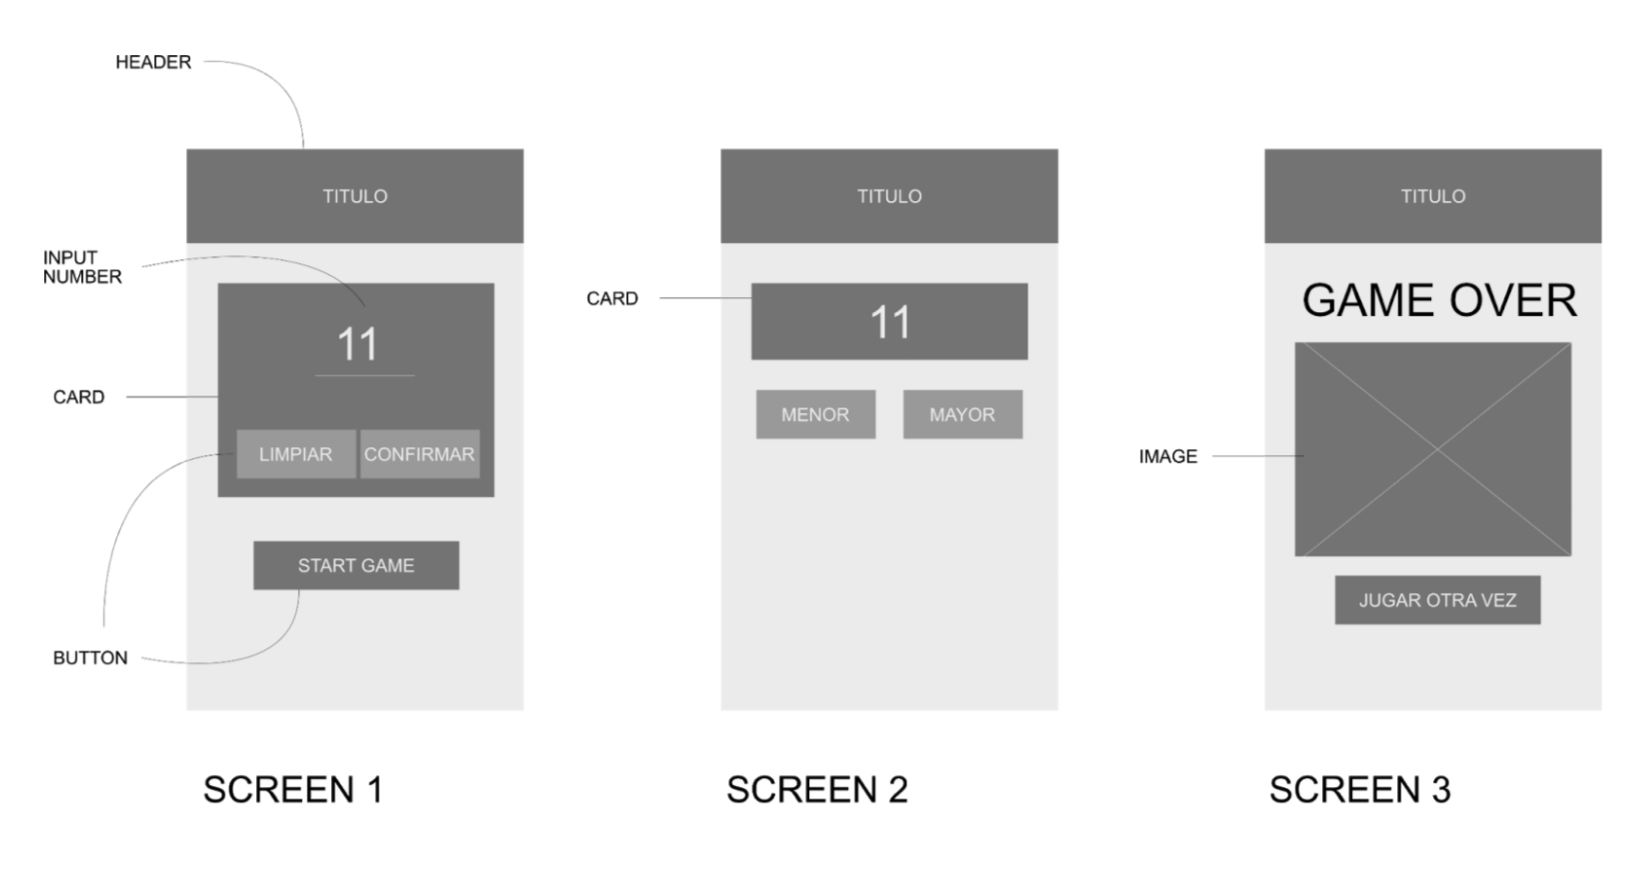 HEADER
TITULO
INPUT
NUMBER
11
CARD
LIMPIAR
CONFIRMAR
START GAME
BUTTON
SCREEN 1
TITULO
CARD
11
MENOR
MAYOR
SCREEN 2
TITULO
GAME OVER
IMAGE
JUGAR OTRA VEZ
SCREEN 3